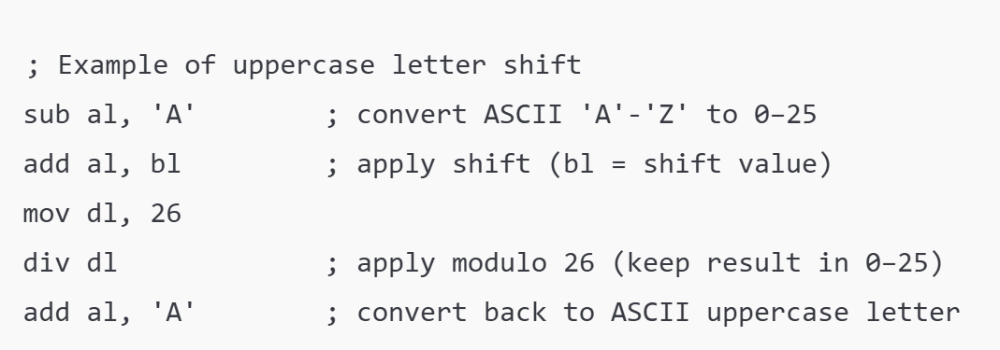 ; Example of uppercase letter shift
sub al, 'A'        ; convert ASCII 'A'-'Z' to 0–25
add al, bl         ; apply shift (bl = shift value)
mov dl, 26
div dl             ; apply modulo 26 (keep result in 0–25)
add al, 'A'        ; convert back to ASCII uppercase letter